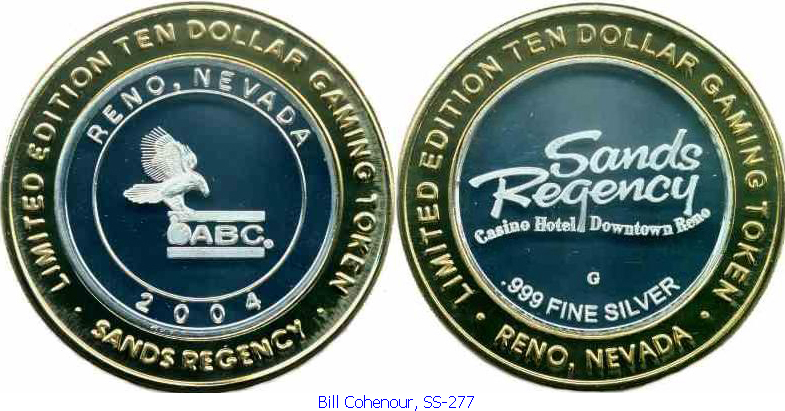 LIMITED EDITION TEN DOLLAR GAMING TOKEN
RENO, NEVADA
ABC®
2004
· SANDS REGENCY ·
LIMITED EDITION TEN DOLLAR GAMING TOKEN
Sands
Regency
Casino Hotel Downtown Reno
G
.999 FINE SILVER
· RENO, NEVADA ·
Bill Cohenour, SS-277